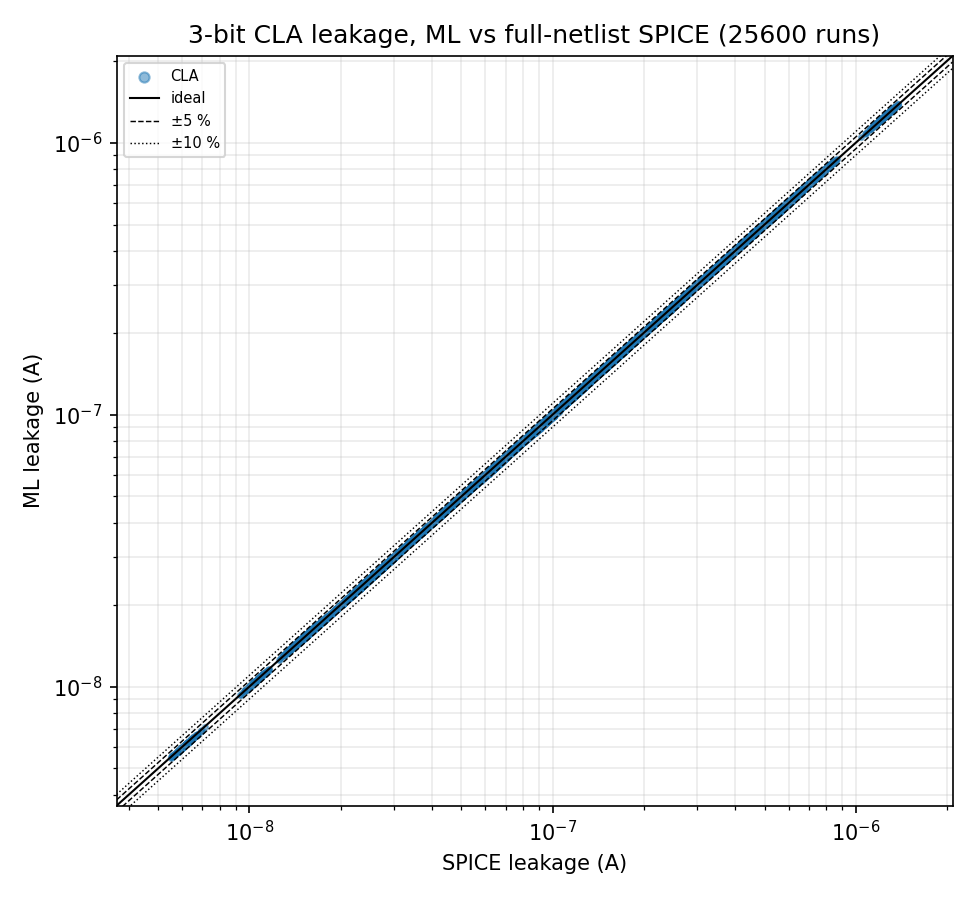 3-bit CLA leakage, ML vs full-netlist SPICE (25600 runs)
CLA
ideal
±5 %
±10 %
10⁻⁶
10⁻⁷
10⁻⁸
ML leakage (A)
10⁻⁸ 10⁻⁷ 10⁻⁶
SPICE leakage (A)